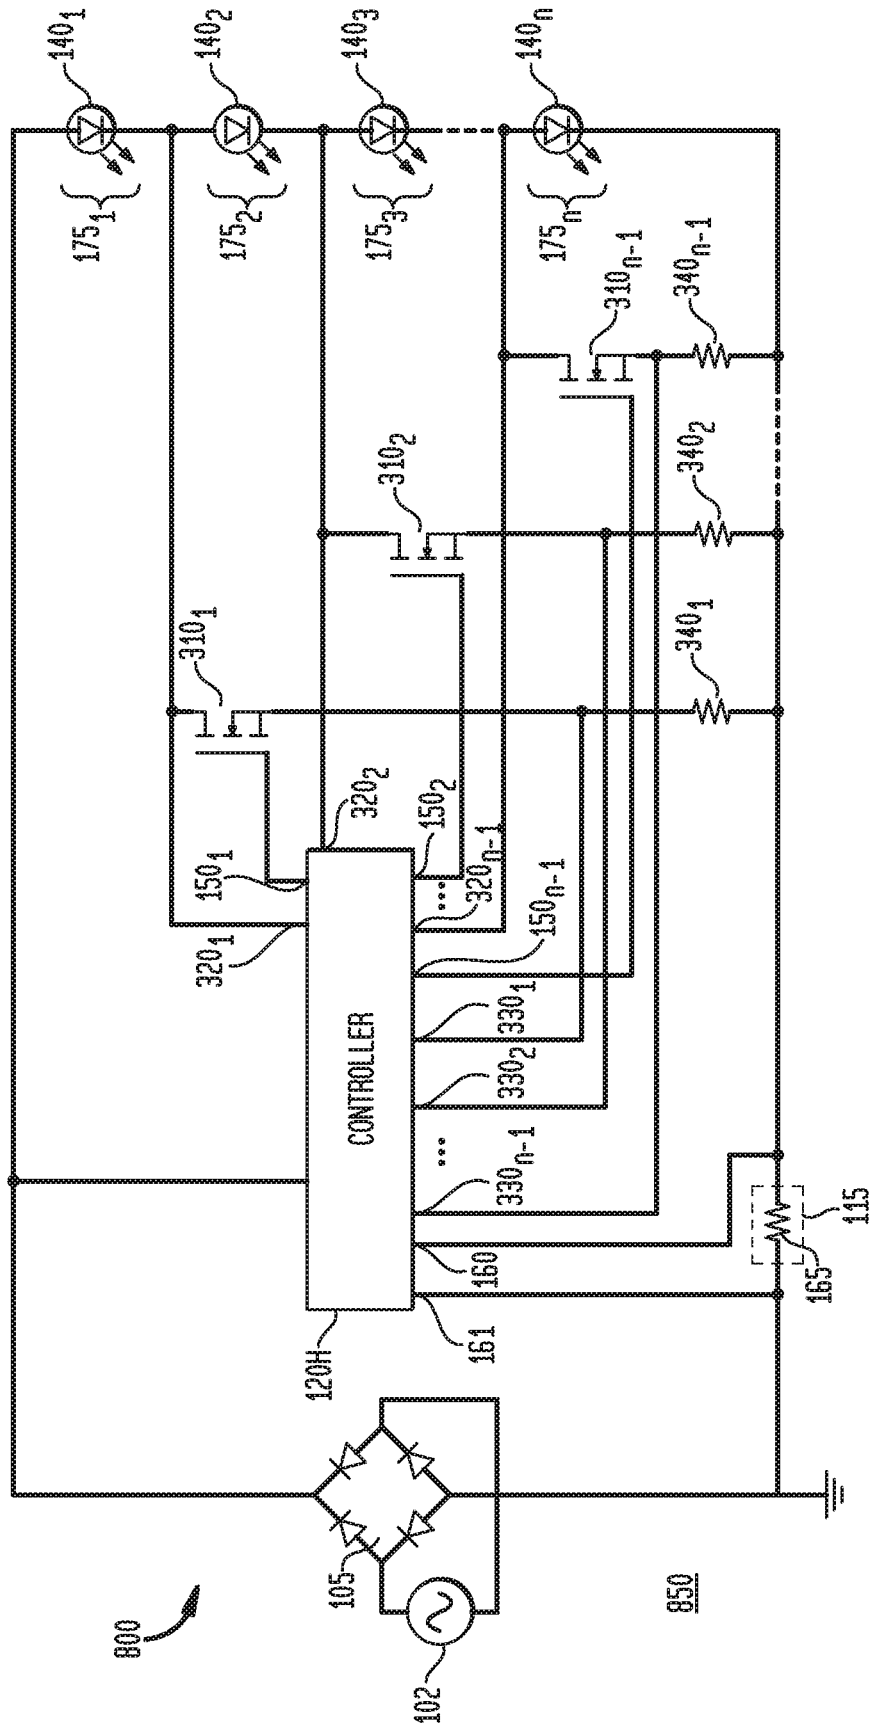 800
850
102
105
120H
CONTROLLER
161
160
165
115
330ₙ₋₁
•••
330₂
330₁
150ₙ₋₁
320ₙ₋₁
•••
150₂
320₂
150₁
320₁
310₁
310₂
310ₙ₋₁
340₁
340₂
340ₙ₋₁
175₁
175₂
175₃
175ₙ
140₁
140₂
140₃
140ₙ